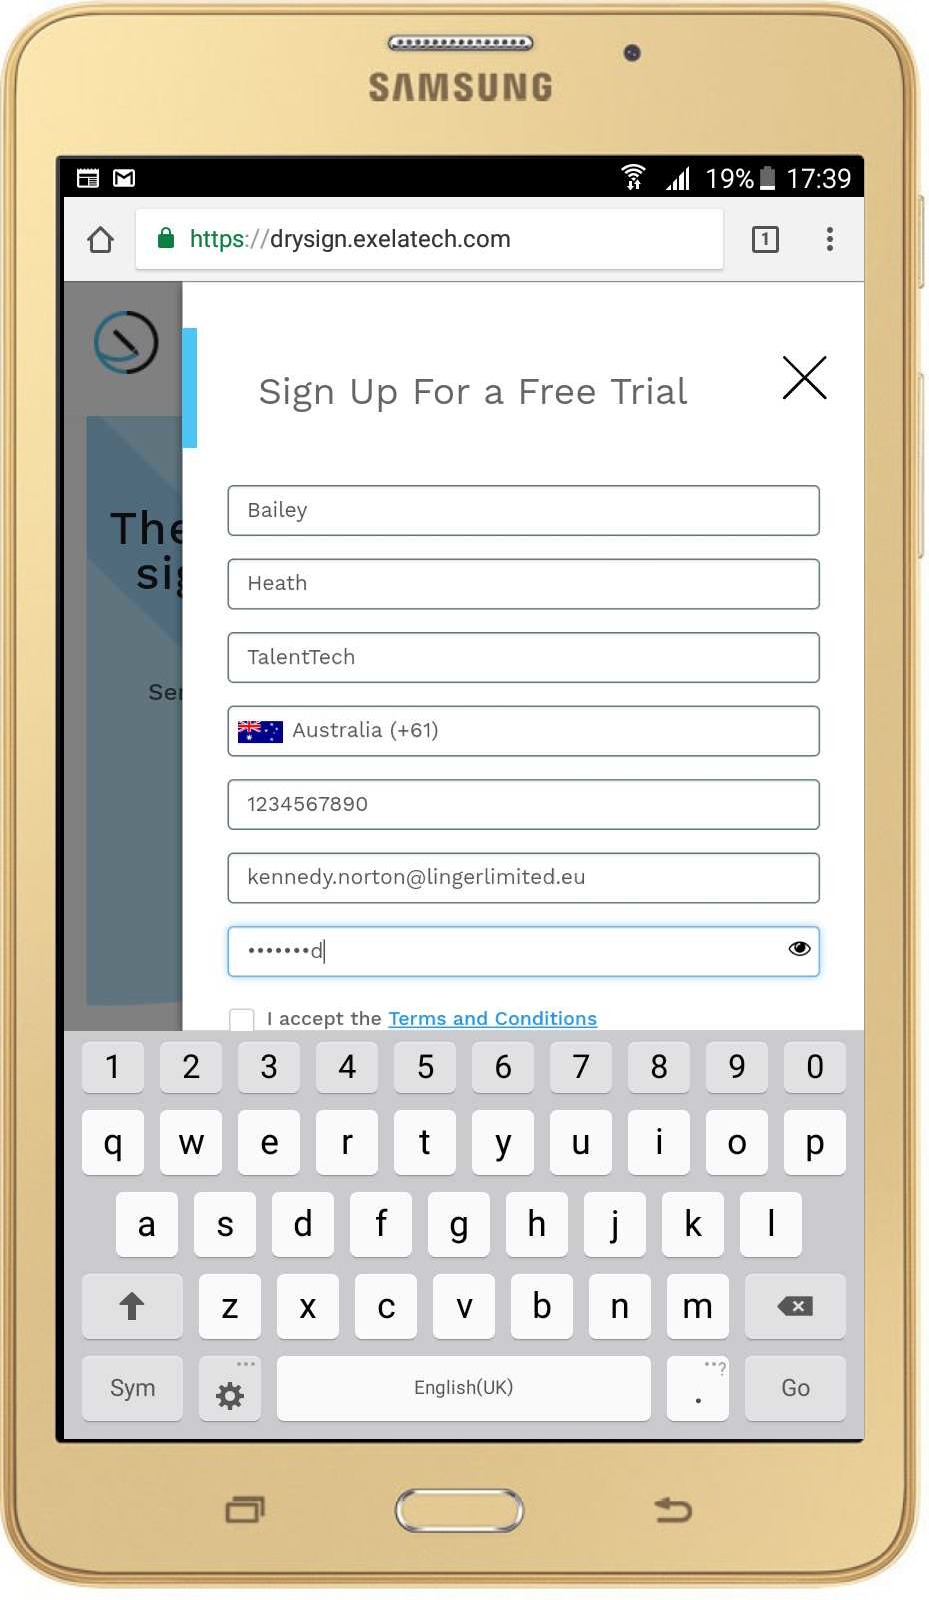 SAMSUNG
19% 17:39
https://drysign.exelatech.com
1
Sign Up For a Free Trial
The
sig
Ser
Bailey
Heath
TalentTech
Australia (+61)
1234567890
kennedy.norton@lingerlimited.eu
•••••••d
I accept the Terms and Conditions
1 2 3 4 5 6 7 8 9 0
q w e r t y u i o p
a s d f g h j k l
z x c v b n m
Sym English(UK) . Go